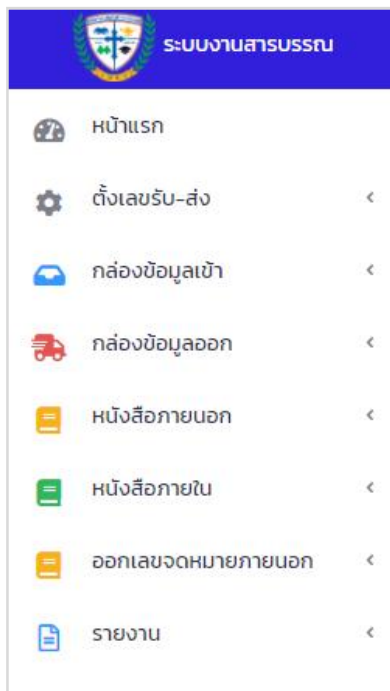 ระบบงานสารบรรณ
หน้าแรก
ตั้งเลขรับ-ส่ง
กล่องข้อมูลเข้า
กล่องข้อมูลออก
หนังสือภายนอก
หนังสือภายใน
ออกเลขจดหมายภายนอก
รายงาน